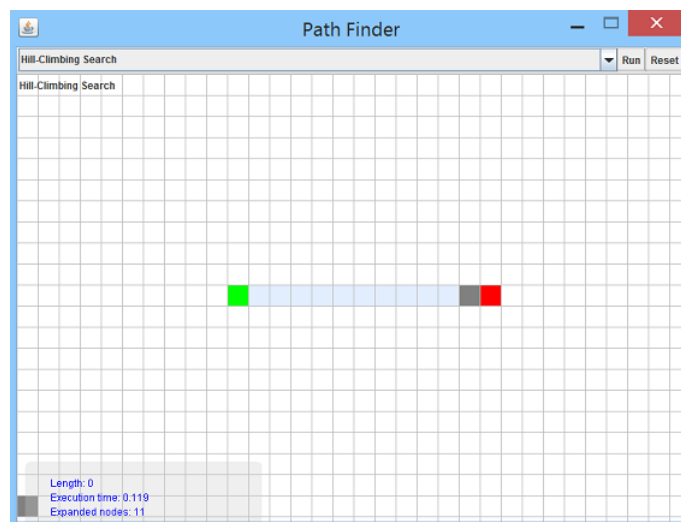 Path Finder
Hill-Climbing Search
Run
Reset
Hill-Climbing Search
Length: 0
Execution time: 0.119
Expanded nodes: 11